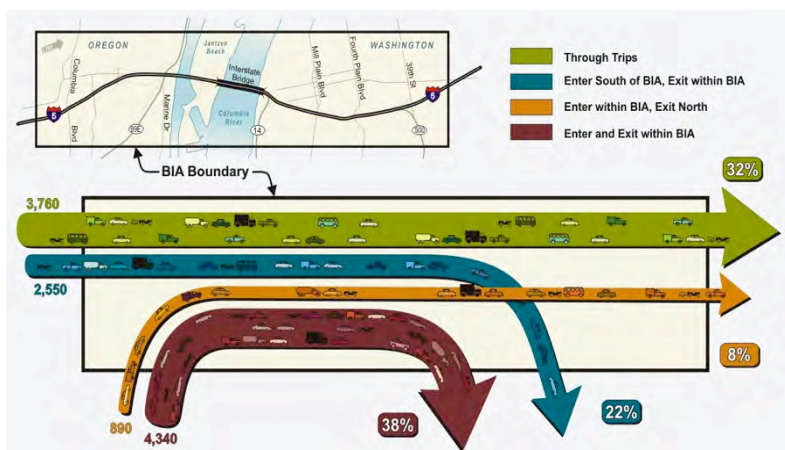 OREGON
Jantzen
Beach
WASHINGTON
Interstate
Bridge
Columbia
Blvd
Marine Dr
Columbia
River
Mill Plain Blvd
Fourth Plain Blvd
39th St
5
99E
14
500
5
Through Trips
Enter South of BIA, Exit within BIA
Enter within BIA, Exit North
Enter and Exit within BIA
BIA Boundary
32%
3,760
2,550
8%
890
4,340
38%
22%